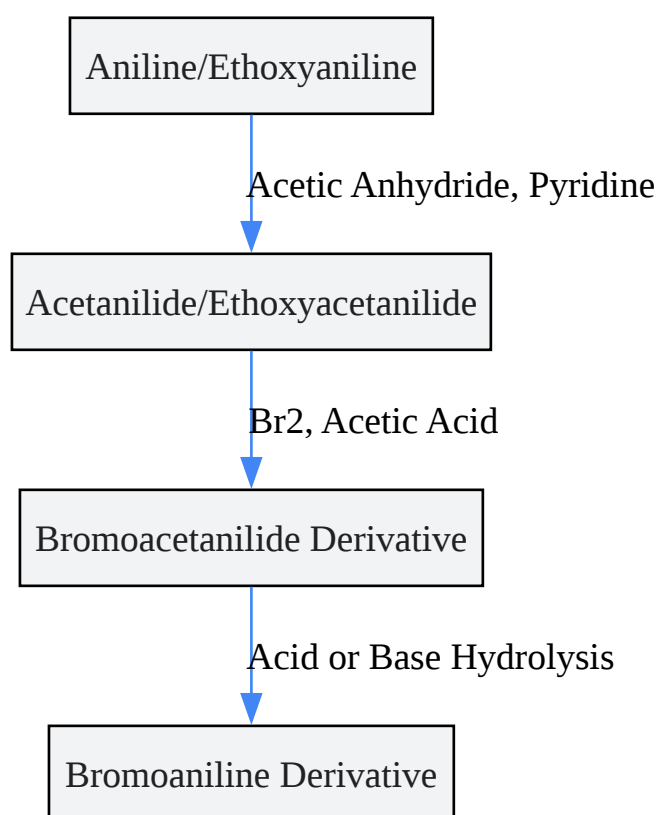 Aniline/Ethoxyaniline
Acetic Anhydride, Pyridine
Acetanilide/Ethoxyacetanilide
Br2, Acetic Acid
Bromoacetanilide Derivative
Acid or Base Hydrolysis
Bromoaniline Derivative